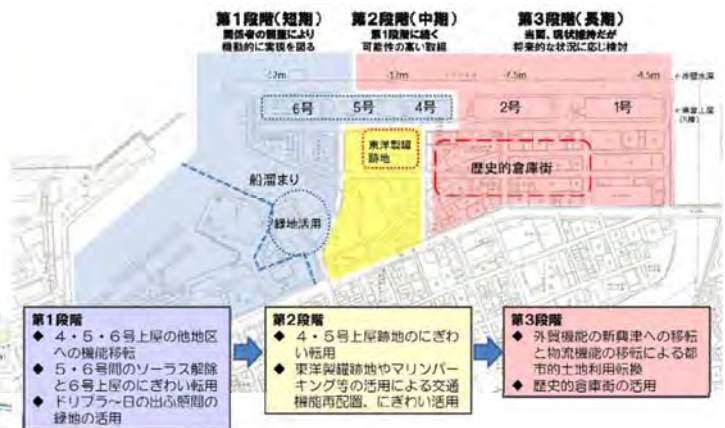 第1段階(短期)
関係者の調整により
機動的に実現を図る
第2段階(中期)
第1段階に続く
可能性の高い取組
第3段階(長期)
当面、現状維持だが
将来的な状況に応じ検討
-12m
-12m
-7.5m
-4.5m
←岸壁水深
6号
5号
4号
2号
1号
東洋製罐
跡地
歴史的倉庫街
船溜まり
緑地活用
第1段階
◆ 4・5・6号上屋の他地区
への機能移転
◆ 5・6号間のソーラス解除
と6号上屋のにぎわい転用
◆ ドリプラ～日の出ふ頭間の
緑地の活用
第2段階
◆ 4・5号上屋跡地のにぎわ
い転用
◆ 東洋製罐跡地やマリンパー
キング等の活用による交通
機能再配置、にぎわい活用
第3段階
◆ 外貿機能の新興津への移転
と物流機能の移転による都
市的土地利用転換
◆ 歴史的倉庫街の活用